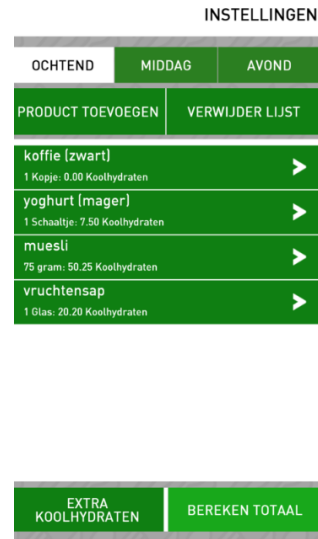 INSTELLINGEN
OCHTEND MIDDAG AVOND
PRODUCT TOEVOEGEN VERWIJDER LIJST
koffie (zwart)
1 Kopje: 0.00 Koolhydraten
yoghurt (mager)
1 Schaaltje: 7.50 Koolhydraten
muesli
75 gram: 50.25 Koolhydraten
vruchtensap
1 Glas: 20.20 Koolhydraten
EXTRA
KOOLHYDRATEN BEREKEN TOTAAL